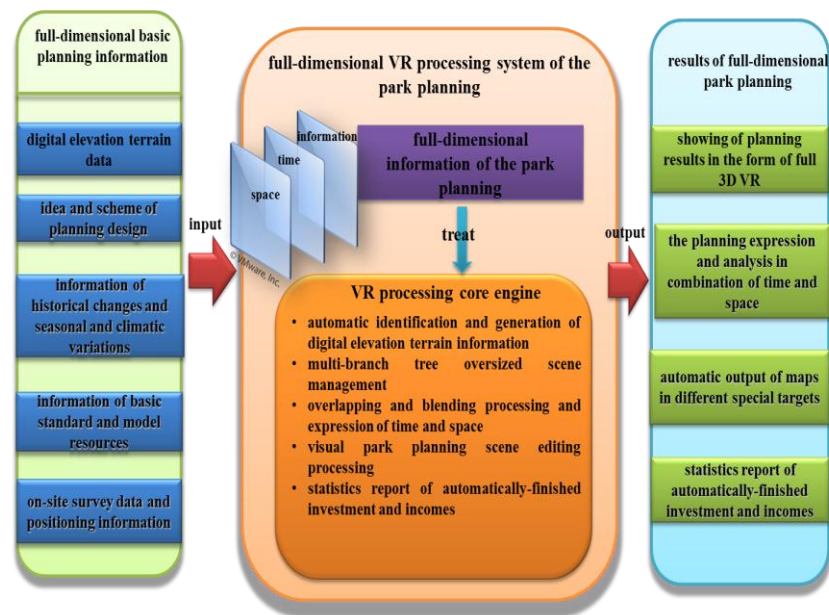 full-dimensional basic
planning information
digital elevation terrain
data
idea and scheme of
planning design
information of
historical changes and
seasonal and climatic
variations
information of basic
standard and model
resources
on-site survey data and
positioning information
input
full-dimensional VR processing system of the
park planning
information
time
space
© VMware, Inc.
full-dimensional
information of the park
planning
treat
VR processing core engine
• automatic identification and generation of
digital elevation terrain information
• multi-branch tree oversized scene
management
• overlapping and blending processing and
expression of time and space
• visual park planning scene editing
processing
• statistics report of automatically-finished
investment and incomes
output
results of full-dimensional
park planning
showing of planning
results in the form of full
3D VR
the planning expression
and analysis in
combination of time and
space
automatic output of maps
in different special targets
statistics report of
automatically-finished
investment and incomes